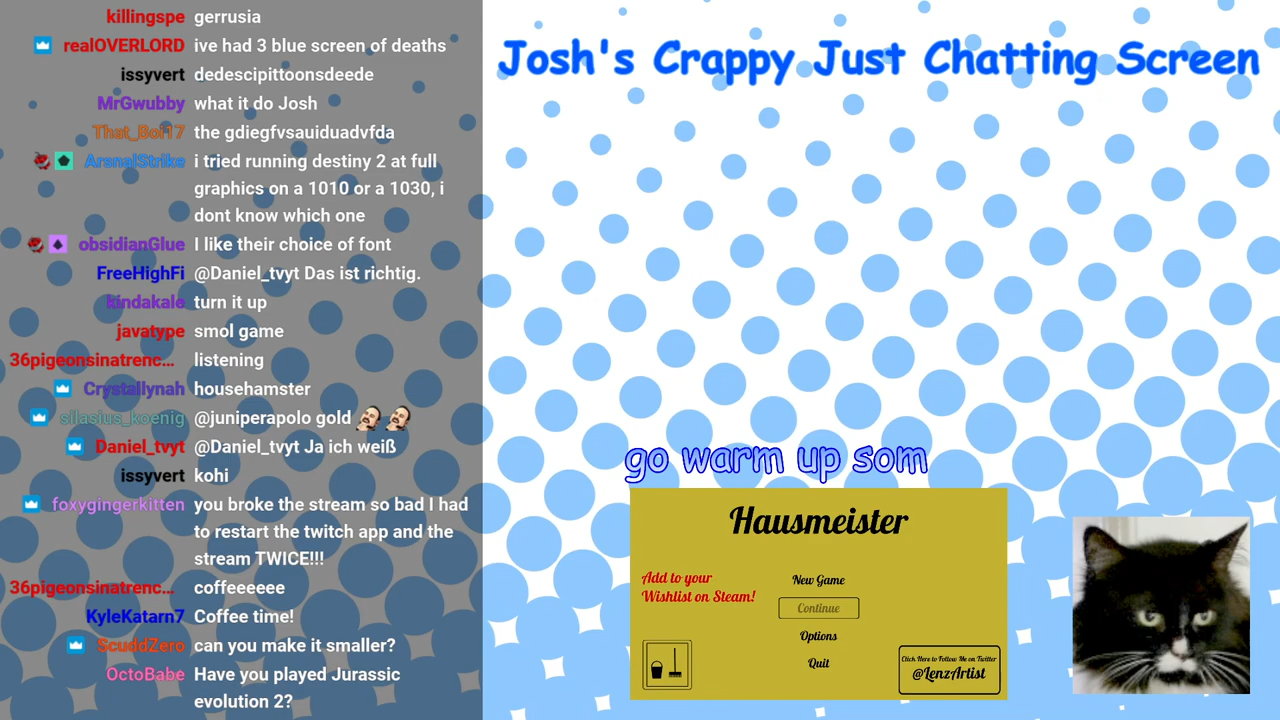 killingspe gerrusia
realOVERLORD ive had 3 blue screen of deaths
issyvert dedescipittoonsdeede
MrGwubby what it do Josh
That_Boi17 the gdiegfvsauiduadvfda
ArsnalStrike i tried running destiny 2 at full
graphics on a 1010 or a 1030, i
dont know which one
obsidianGlue I like their choice of font
FreeHighFi @Daniel_tvyt Das ist richtig.
kindakale turn it up
javatype smol game
36pigeonsinatrenc... listening
Crystallynah househamster
silasius_koenig @juniperapolo gold
Daniel_tvyt @Daniel_tvyt Ja ich weiß
issyvert kohi
foxygingerkitten you broke the stream so bad I had
to restart the twitch app and the
stream TWICE!!!
36pigeonsinatrenc... coffeeeeee
KyleKatarn7 Coffee time!
ScuddZero can you make it smaller?
OctoBabe Have you played Jurassic
evolution 2?
Josh's Crappy Just Chatting Screen
go warm up som
Hausmeister
Add to your
Wishlist on Steam!
New Game
Continue
Options
Quit
Click Here to Follow Me on Twitter
@LenzArtist